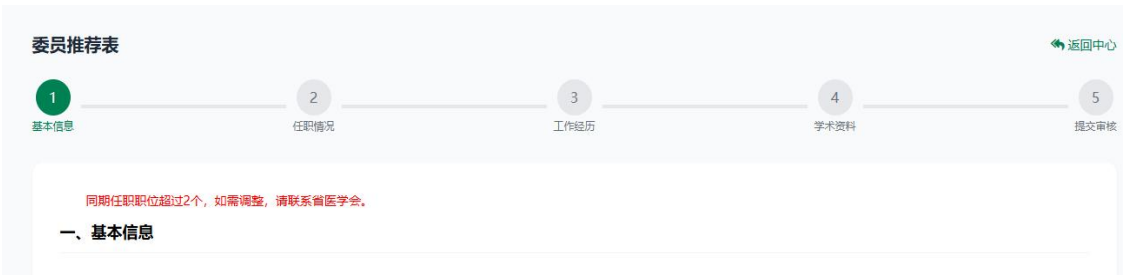 委员推荐表
返回中心
1
2
3
4
5
基本信息
任职情况
工作经历
学术资料
提交审核
同期任职职位超过2个，如需调整，请联系省医学会。
一、基本信息